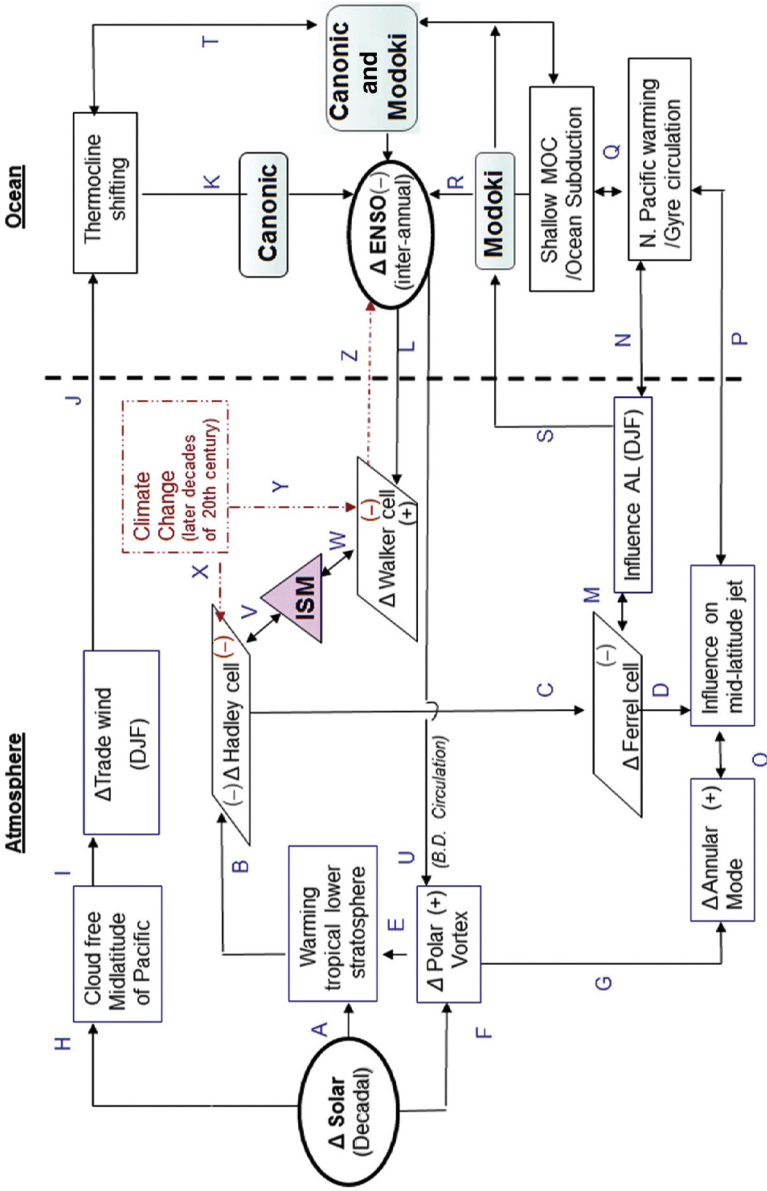 Atmosphere
Ocean
H
Cloud free
Midlatitude
of Pacific
I
ΔTrade wind
(DJF)
J
Thermocline
shifting
T
Climate
Change
(later decades
of 20th century)
K
Canonic
Canonic
and
Modoki
X
Y
Z
B
(−) Δ Hadley cell (−)
V
ISM
W
Δ Walker cell
(−)
(+)
L
Δ ENSO(−)
(inter-annual)
R
Δ Solar
(Decadal)
A
Warming
tropical lower
stratosphere
E
U
(B.D. Circulation)
C
S
Modoki
F
Δ Polar (+)
Vortex
G
Δ Ferrel cell
(−)
M
Influence AL (DJF)
N
Shallow MOC
/Ocean Subduction
Q
D
ΔAnnular (+)
Mode
O
Influence on
mid-latitude jet
P
N. Pacific warming
/Gyre circulation